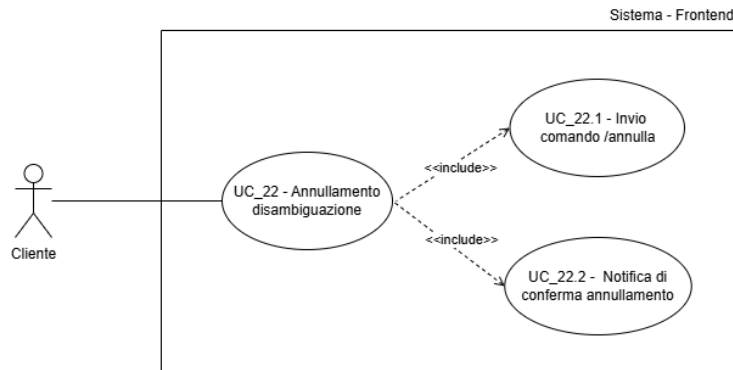 Sistema - Frontend
UC_22.1 - Invio
comando /annulla
<<include>>
UC_22 - Annullamento
disambiguazione
Cliente
<<include>>
UC_22.2 -  Notifica di
conferma annullamento